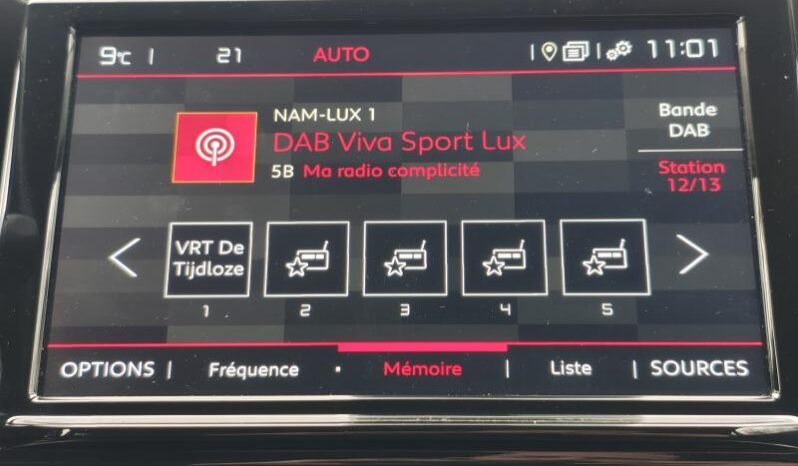 9°C | 21 AUTO | | 11:01
NAM-LUX 1
DAB Viva Sport Lux
5B Ma radio complicité
Bande
DAB
Station
12/13
VRT De
Tijdloze
1 2 3 4 5
OPTIONS | Fréquence · Mémoire | Liste | SOURCES